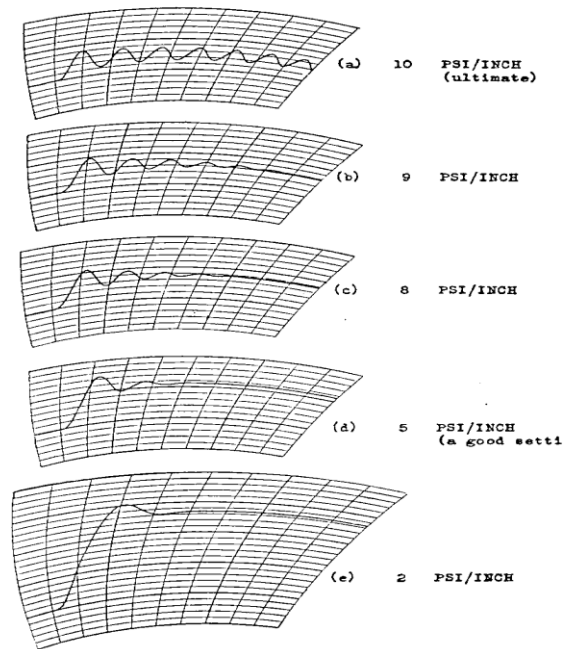 (a) 10 PSI/INCH
(ultimate)
(b) 9 PSI/INCH
(c) 8 PSI/INCH
(d) 5 PSI/INCH
(a good setti
(e) 2 PSI/INCH